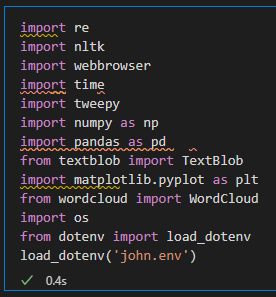 import re
import nltk
import webbrowser
import time
import tweepy
import numpy as np
import pandas as pd
from textblob import TextBlob
import matplotlib.pyplot as plt
from wordcloud import WordCloud
import os
from dotenv import load_dotenv
load_dotenv('john.env')
✓ 0.4s